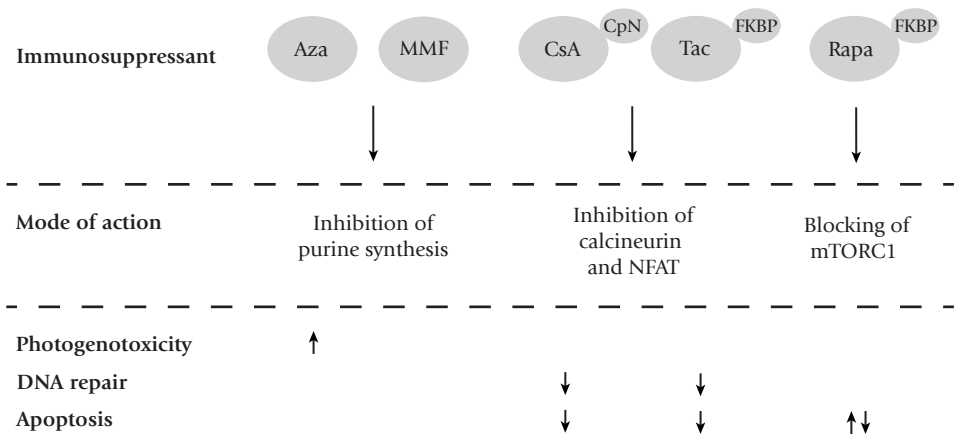 Immunosuppressant
Aza
MMF
CsA
CpN
Tac
FKBP
Rapa
FKBP
Mode of action
Inhibition of
purine synthesis
Inhibition of
calcineurin
and NFAT
Blocking of
mTORC1
Photogenotoxicity
DNA repair
Apoptosis